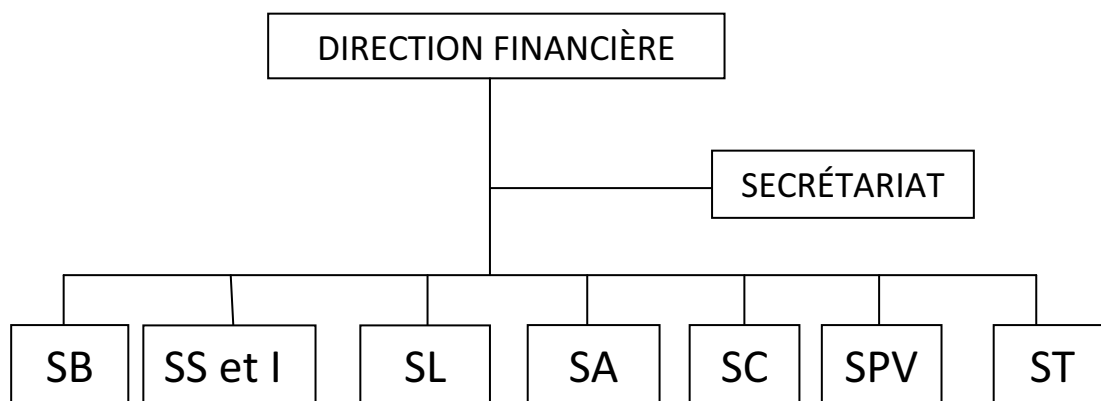 DIRECTION FINANCIÈRE
SECRÉTARIAT
SB
SS et I
SL
SA
SC
SPV
ST